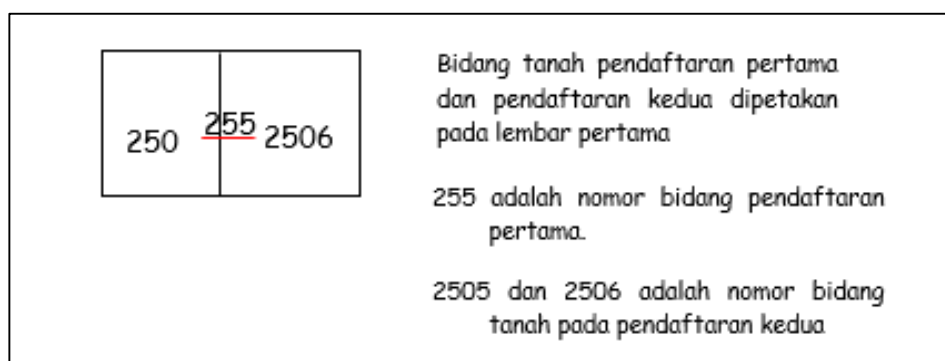 250 255 2506
Bidang tanah pendaftaran pertama
dan pendaftaran kedua dipetakan
pada lembar pertama
255 adalah nomor bidang pendaftaran
pertama.
2505 dan 2506 adalah nomor bidang
tanah pada pendaftaran kedua